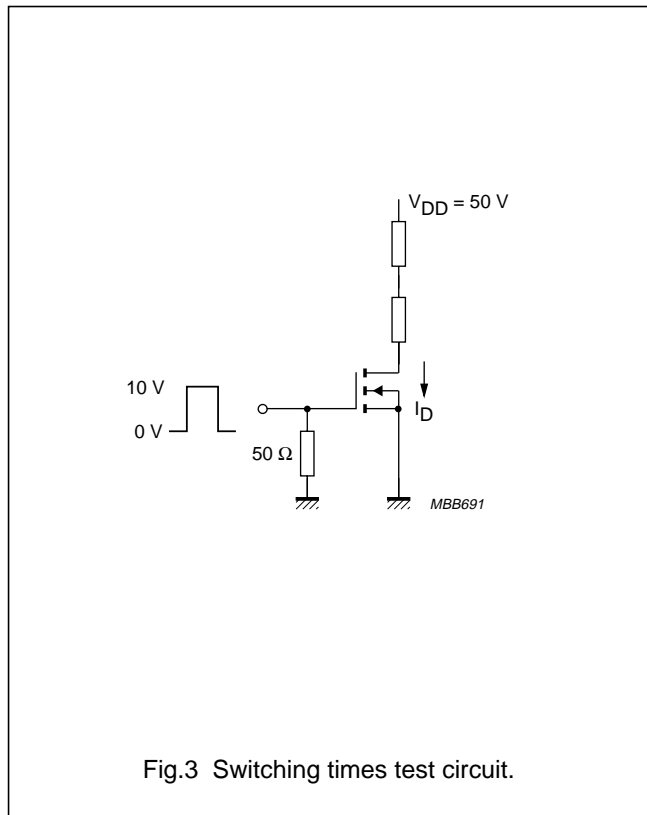 V_DD = 50 V
10 V
0 V
50 Ω
I_D
MBB691
Fig.3 Switching times test circuit.